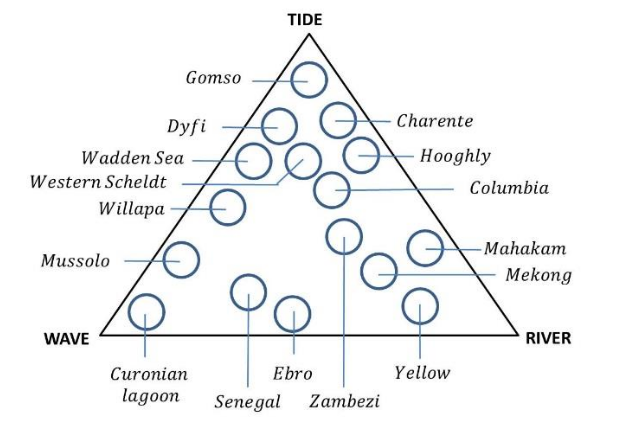 TIDE
Gomso
Charente
Dyfi
Hooghly
Wadden Sea
Western Scheldt
Columbia
Willapa
Mahakam
Mussolo
Mekong
WAVE
RIVER
Curonian
lagoon
Ebro
Yellow
Senegal
Zambezi